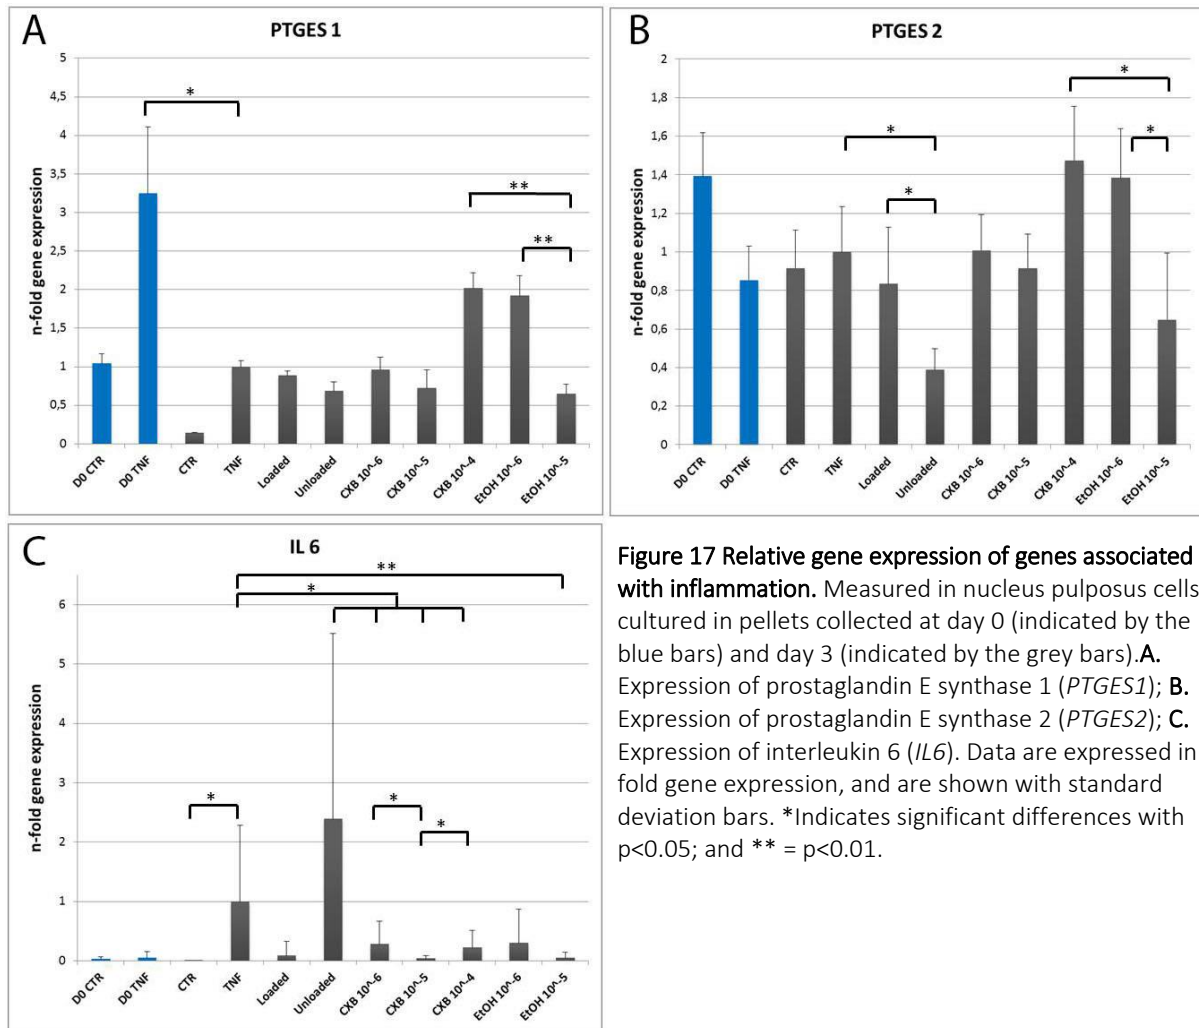 A
PTGES 1
n-fold gene expression
5
4,5
4
3,5
3
2,5
2
1,5
1
0,5
0
*
**
**
D0 CTR
D0 TNF
CTR
TNF
Loaded
Unloaded
CXB 10^-6
CXB 10^-5
CXB 10^-4
EtOH 10^-6
EtOH 10^-5
B
PTGES 2
n-fold gene expression
2
1,8
1,6
1,4
1,2
1
0,8
0,6
0,4
0,2
0
*
*
*
*
D0 CTR
D0 TNF
CTR
TNF
Loaded
Unloaded
CXB 10^-6
CXB 10^-5
CXB 10^-4
EtOH 10^-6
EtOH 10^-5
C
IL 6
n-fold gene expression
6
5
4
3
2
1
0
**
*
*
*
*
D0 CTR
D0 TNF
CTR
TNF
Loaded
Unloaded
CXB 10^-6
CXB 10^-5
CXB 10^-4
EtOH 10^-6
EtOH 10^-5
Figure 17 Relative gene expression of genes associated
with inflammation. Measured in nucleus pulposus cells
cultured in pellets collected at day 0 (indicated by the
blue bars) and day 3 (indicated by the grey bars).A.
Expression of prostaglandin E synthase 1 (PTGES1); B.
Expression of prostaglandin E synthase 2 (PTGES2); C.
Expression of interleukin 6 (IL6). Data are expressed in
fold gene expression, and are shown with standard
deviation bars. *Indicates significant differences with
p<0.05; and ** = p<0.01.